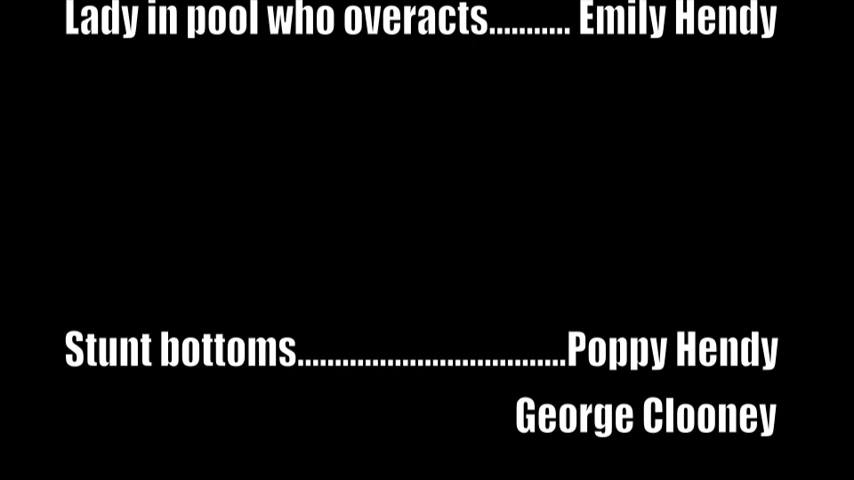 Lady in pool who overacts........... Emily Hendy
Stunt bottoms....................................Poppy Hendy
George Clooney